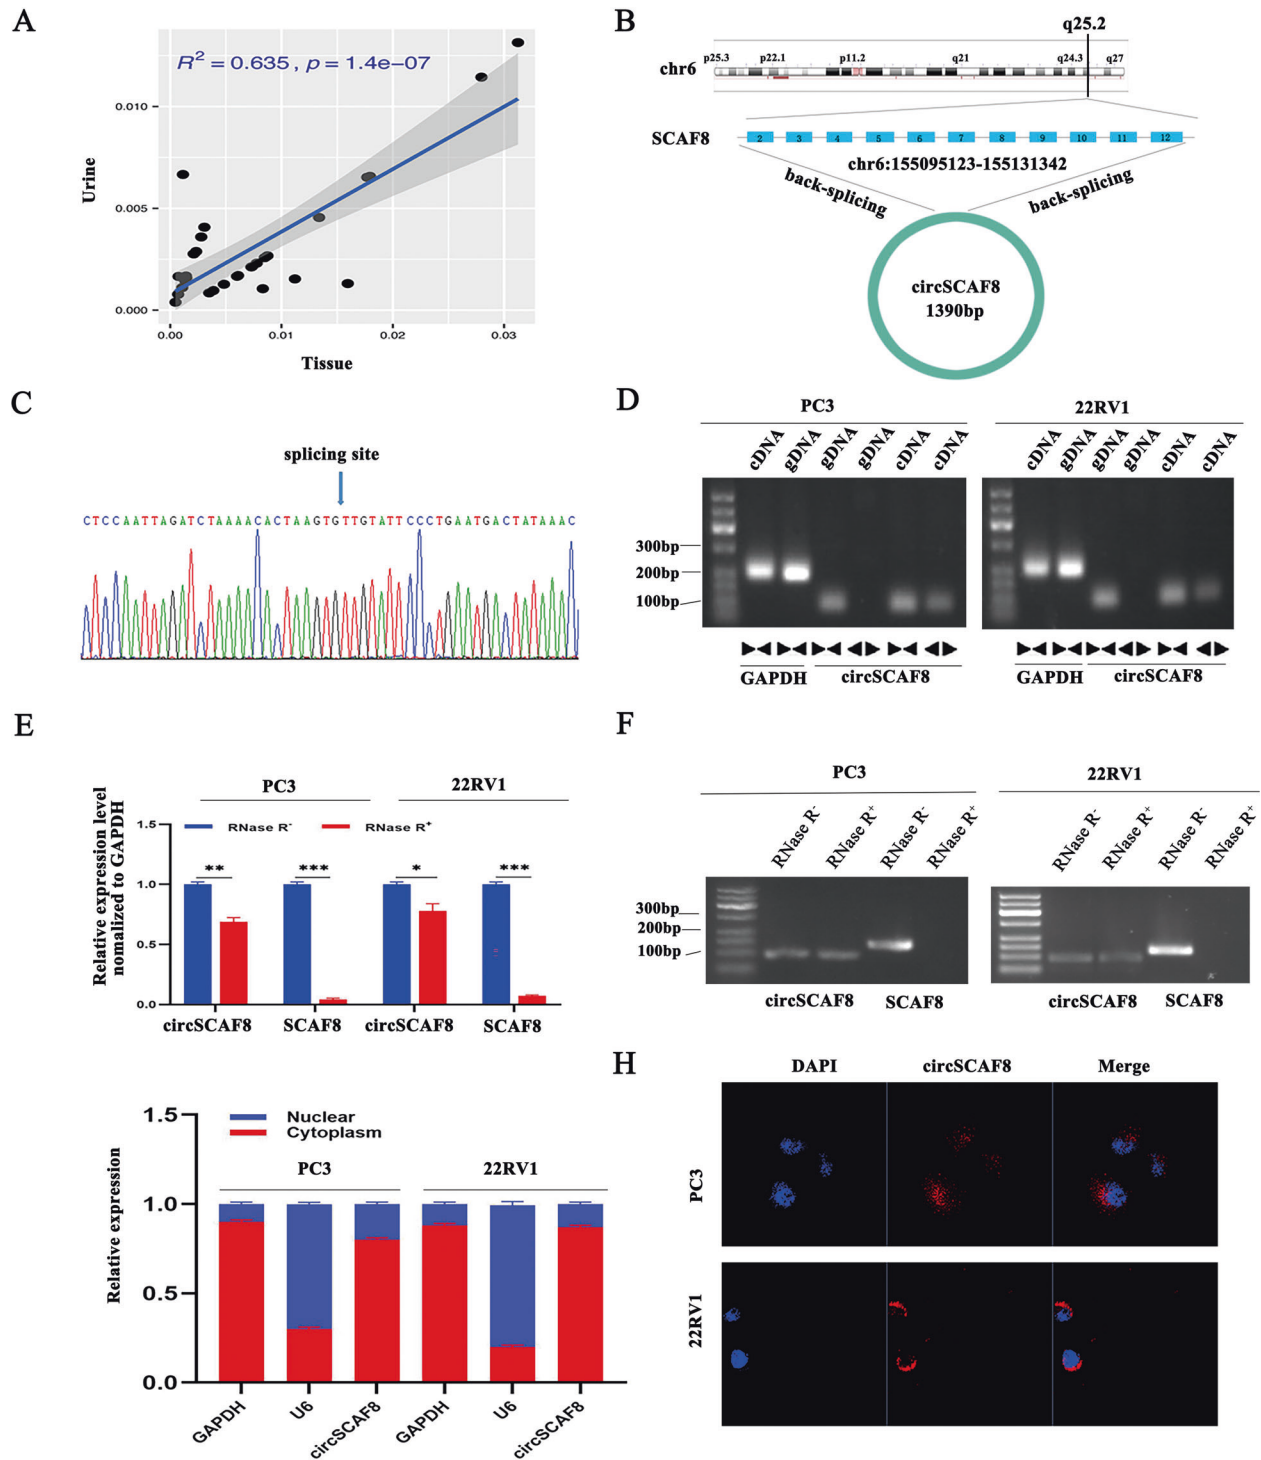 A
R² = 0.635 , p = 1.4e−07
0.010
0.005
0.000
Urine
0.00 0.01 0.02 0.03
Tissue
B
q25.2
p25.3 p22.1 p11.2 q21 q24.3 q27
chr6
SCAF8
2 3 4 5 6 7 8 9 10 11 12
chr6:155095123-155131342
back-splicing back-splicing
circSCAF8
1390bp
C
splicing site
CTCCAATTAGATCTAAAACACTAAGTGTTGTATTCCCTGAATGACTATAAAC
D
PC3 22RV1
cDNA gDNA gDNA gDNA cDNA cDNA cDNA gDNA gDNA gDNA cDNA cDNA
300bp
200bp
100bp
GAPDH circSCAF8 GAPDH circSCAF8
E
PC3 22RV1
RNase R⁻ RNase R⁺
Relative expression level
nomalized to GAPDH
1.5
1.0
0.5
0.0
** *** * ***
circSCAF8 SCAF8 circSCAF8 SCAF8
F
PC3 22RV1
RNase R⁻ RNase R⁺ RNase R⁻ RNase R⁺ RNase R⁻ RNase R⁺ RNase R⁻ RNase R⁺
300bp
200bp
100bp
circSCAF8 SCAF8 circSCAF8 SCAF8
Nuclear
Cytoplasm
PC3 22RV1
Relative expression
1.5
1.0
0.5
0.0
GAPDH U6 circSCAF8 GAPDH U6 circSCAF8
H
DAPI circSCAF8 Merge
PC3
22RV1